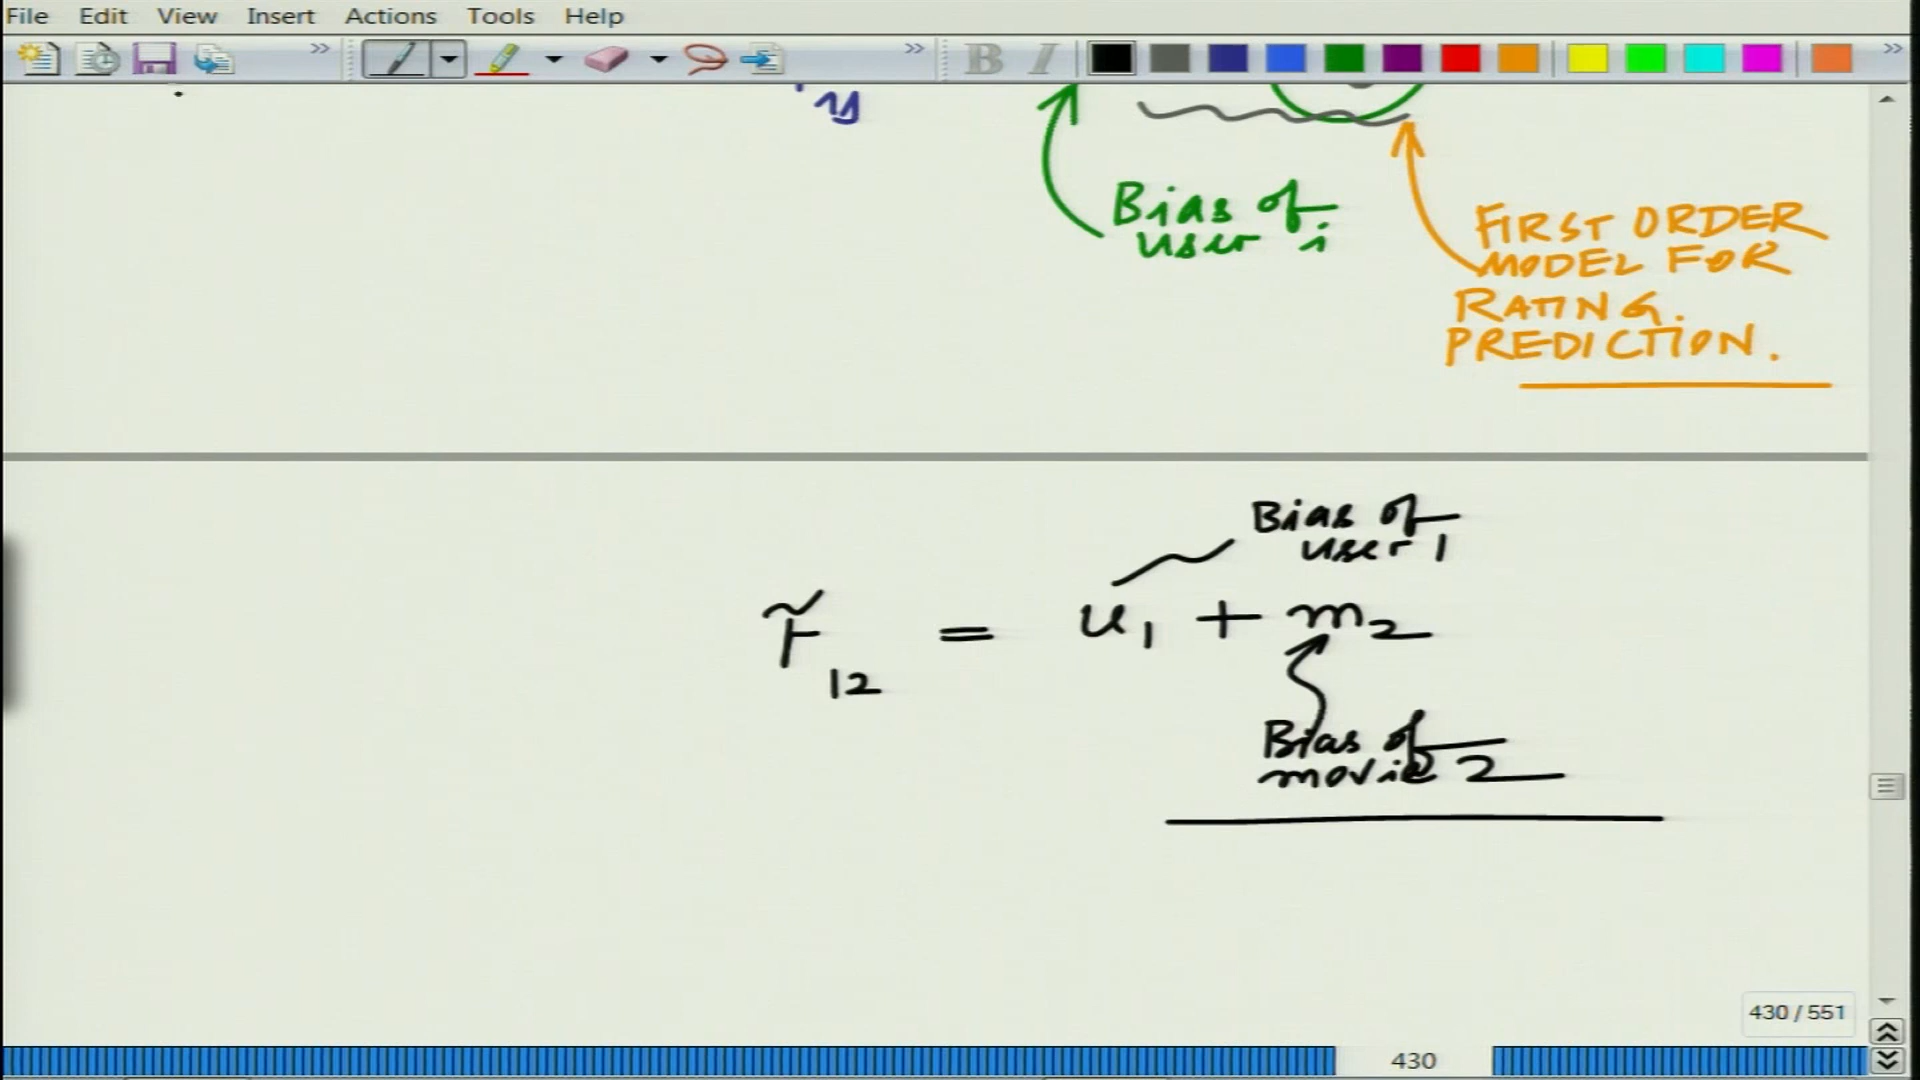 File Edit View Insert Actions Tools Help
B I
ij
Bias of
user i
FIRST ORDER
MODEL FOR
RATING.
PREDICTION.
Bias of
user 1
r̃₁₂ = u₁ + m₂
Bias of
movie 2
430 / 551
430